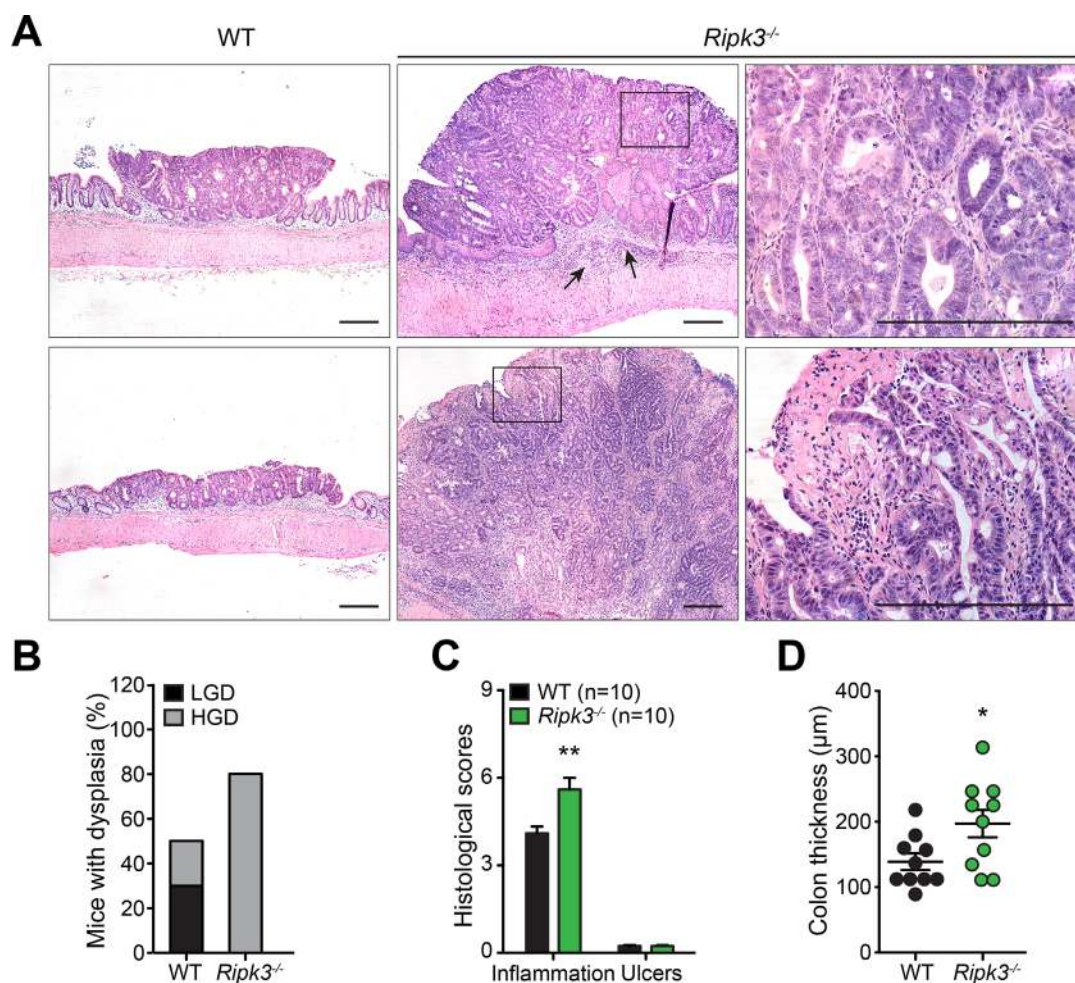 A
WT
Ripk3-/-
B
Mice with dysplasia (%)
120
100
80
60
40
20
0
LGD
HGD
WT
Ripk3-/-
C
Histological scores
9
6
3
0
WT (n=10)
Ripk3-/- (n=10)
**
Inflammation Ulcers
D
Colon thickness (µm)
400
300
200
100
0
*
WT
Ripk3-/-